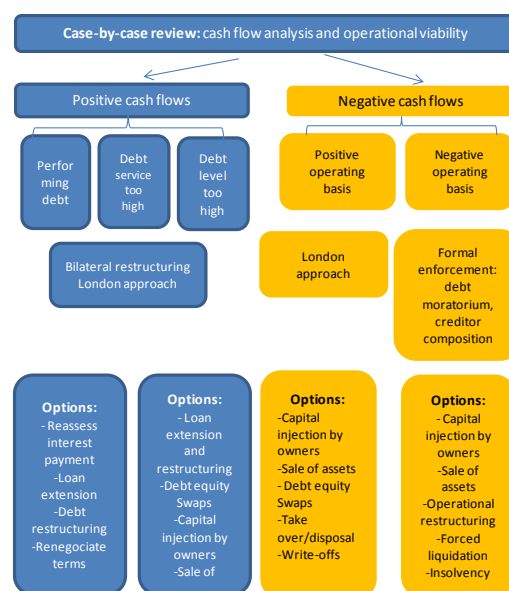 Case-by-case review: cash flow analysis and operational viability
Positive cash flows
Negative cash flows
Perfor
ming
debt
Debt
service
too
high
Debt
level
too
high
Positive
operating
basis
Negative
operating
basis
Bilateral restructuring
London approach
London
approach
Formal
enforcement:
debt
moratorium,
creditor
composition
Options:
- Reassess
interest
payment
- Loan
extension
-Debt
restructuring
-Renegociate
terms
Options:
-Loan
extension
and
restructuring
-Debt equity
Swaps
-Capital
injection by
owners
-Sale of
Options:
-Capital
injection by
owners
-Sale of assets
- Debt equity
Swaps
- Take
over/disposal
-Write-offs
Options:
- Capital
injection by
owners
-Sale of
assets
-Operational
restructuring
-Forced
liquidation
-Insolvency